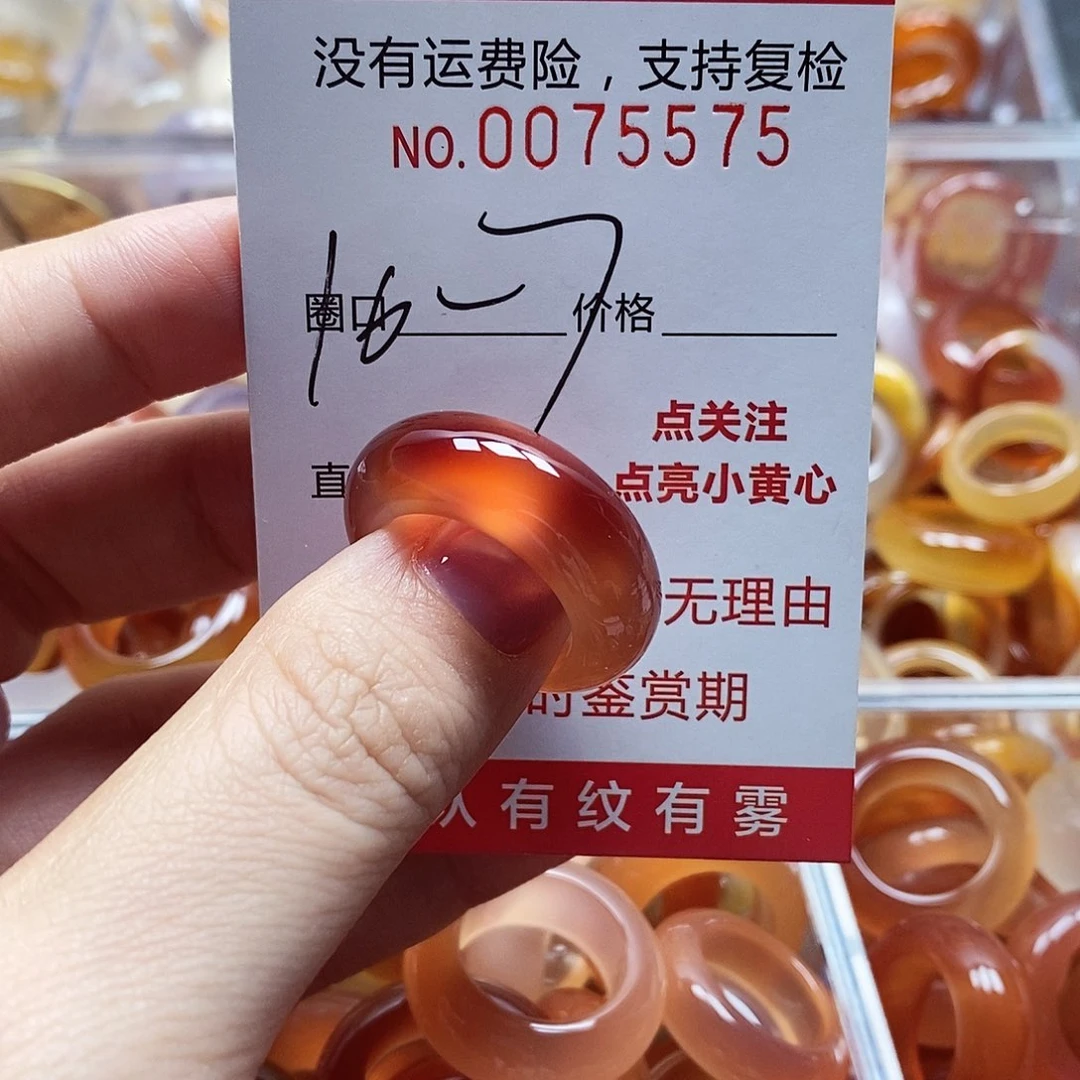 没有运费险，支持复检
NO.0075575
圈口 价格
点关注
直 点亮小黄心
无理由
时鉴赏期
有纹有雾